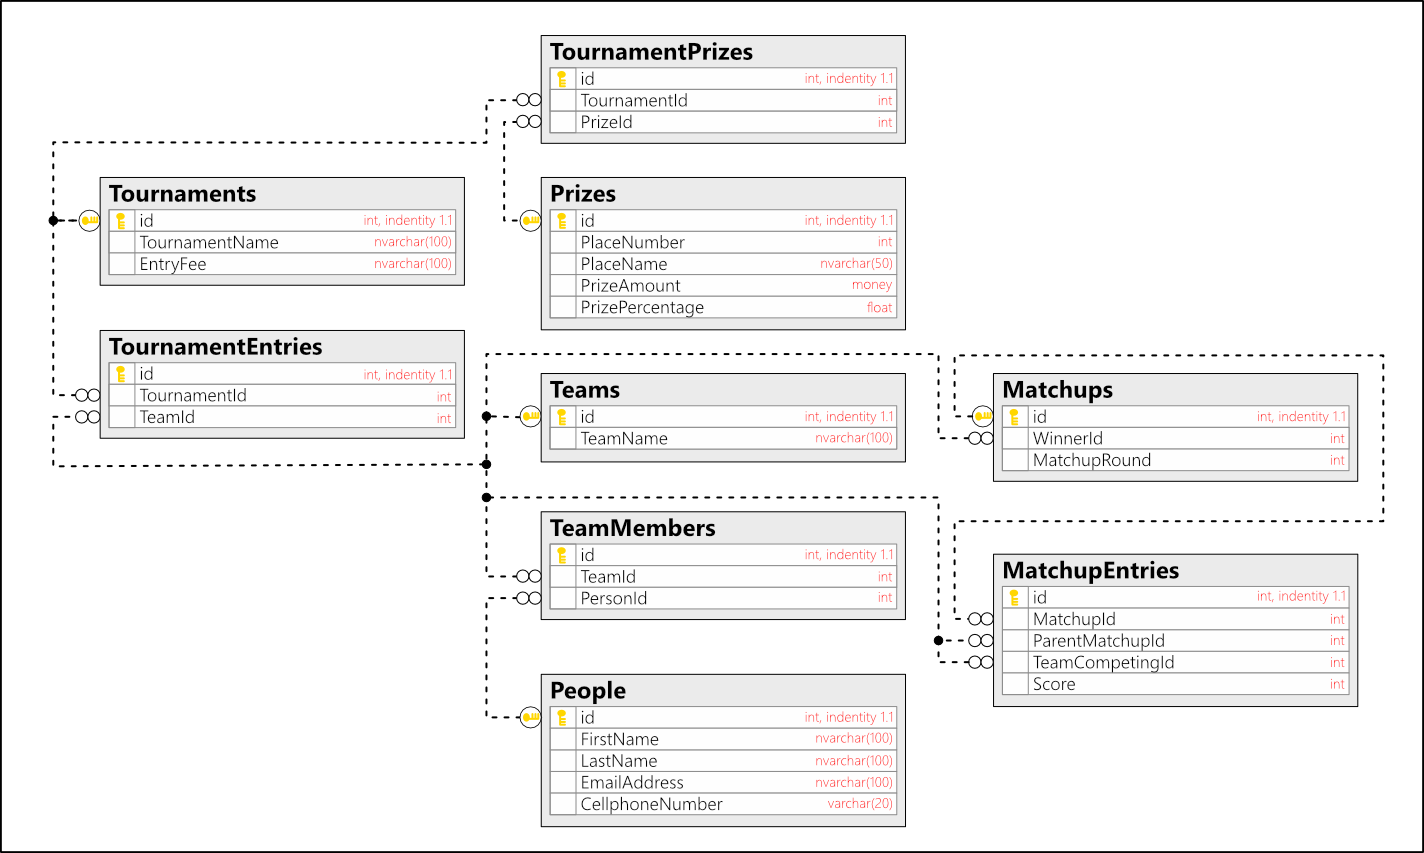 TournamentPrizes
id int, indentity 1.1
TournamentId int
PrizeId int
Tournaments
id int, indentity 1.1
TournamentName nvarchar(100)
EntryFee nvarchar(100)
Prizes
id int, indentity 1.1
PlaceNumber int
PlaceName nvarchar(50)
PrizeAmount money
PrizePercentage float
TournamentEntries
id int, indentity 1.1
TournamentId int
TeamId int
Teams
id int, indentity 1.1
TeamName nvarchar(100)
Matchups
id int, indentity 1.1
WinnerId int
MatchupRound int
TeamMembers
id int, indentity 1.1
TeamId int
PersonId int
MatchupEntries
id int, indentity 1.1
MatchupId int
ParentMatchupId int
TeamCompetingId int
Score int
People
id int, indentity 1.1
FirstName nvarchar(100)
LastName nvarchar(100)
EmailAddress nvarchar(100)
CellphoneNumber varchar(20)